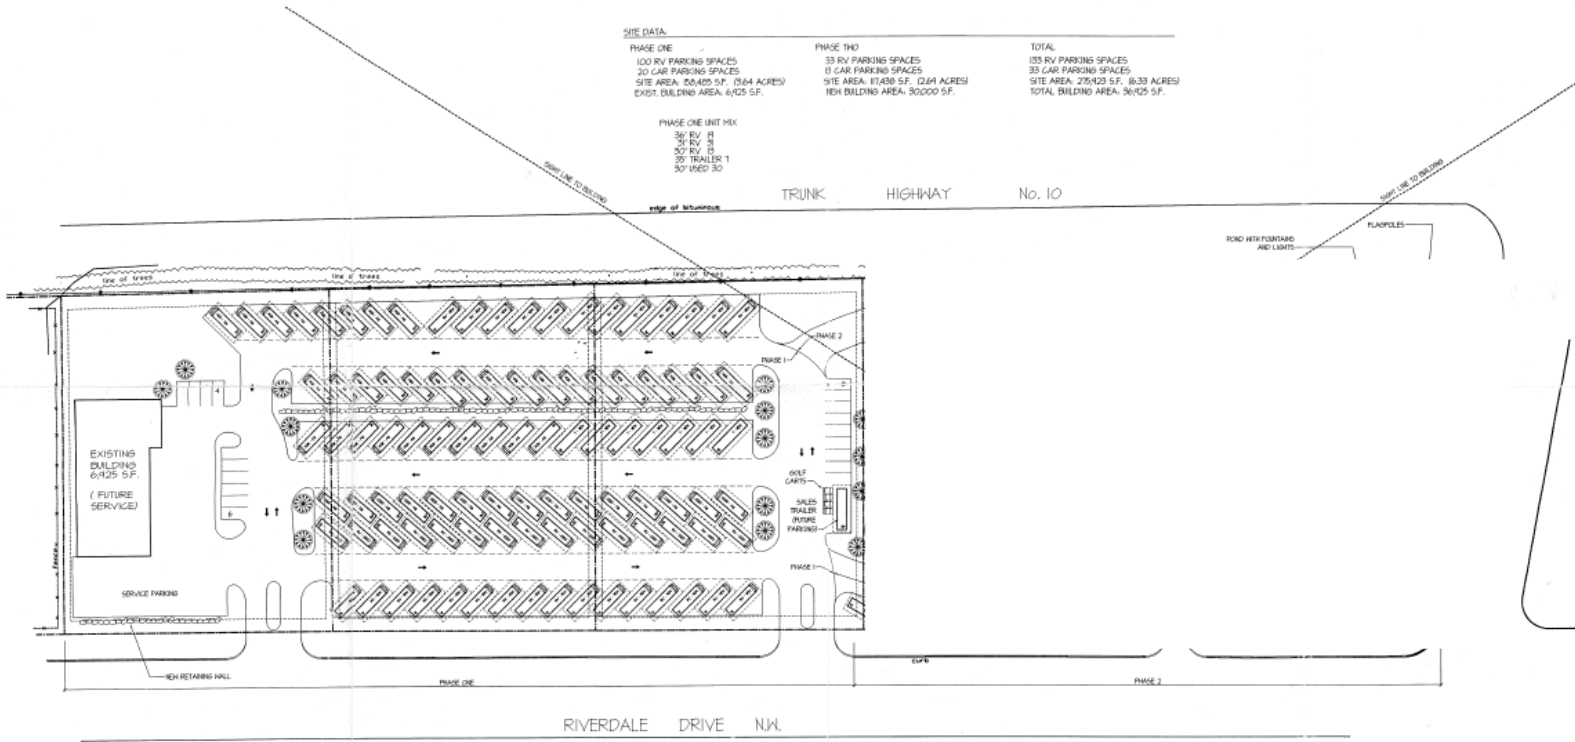 SITE DATA:
PHASE ONE
100 RV PARKING SPACES
20 CAR PARKING SPACES
SITE AREA: 158,485 S.F. (3.64 ACRES)
EXIST. BUILDING AREA: 6,925 S.F.
PHASE TWO
33 RV PARKING SPACES
13 CAR PARKING SPACES
SITE AREA: 117,438 S.F. (2.69 ACRES)
NEW BUILDING AREA: 30,000 S.F.
TOTAL
133 RV PARKING SPACES
33 CAR PARKING SPACES
SITE AREA: 275,923 S.F. (6.33 ACRES)
TOTAL BUILDING AREA: 36,925 S.F.
PHASE ONE UNIT MIX
36' RV 19
31' RV 31
30' RV 13
35' TRAILER 7
30' USED 30
SIGHT LINE TO BUILDING
SIGHT LINE TO BUILDING
TRUNK HIGHWAY No. 10
edge of bituminous
FLAGPOLES
POND WITH FOUNTAINS
AND LIGHTS
line of trees
line of trees
line of trees
PHASE 2
PHASE 1
4
EXISTING
BUILDING
6,925 S.F.
( FUTURE
SERVICE)
6
GOLF
CARTS
SALES
TRAILER
(FUTURE
PARKING)
PHASE 1
SERVICE PARKING
NEW RETAINING WALL
curb
PHASE ONE
PHASE 2
RIVERDALE DRIVE N.W.